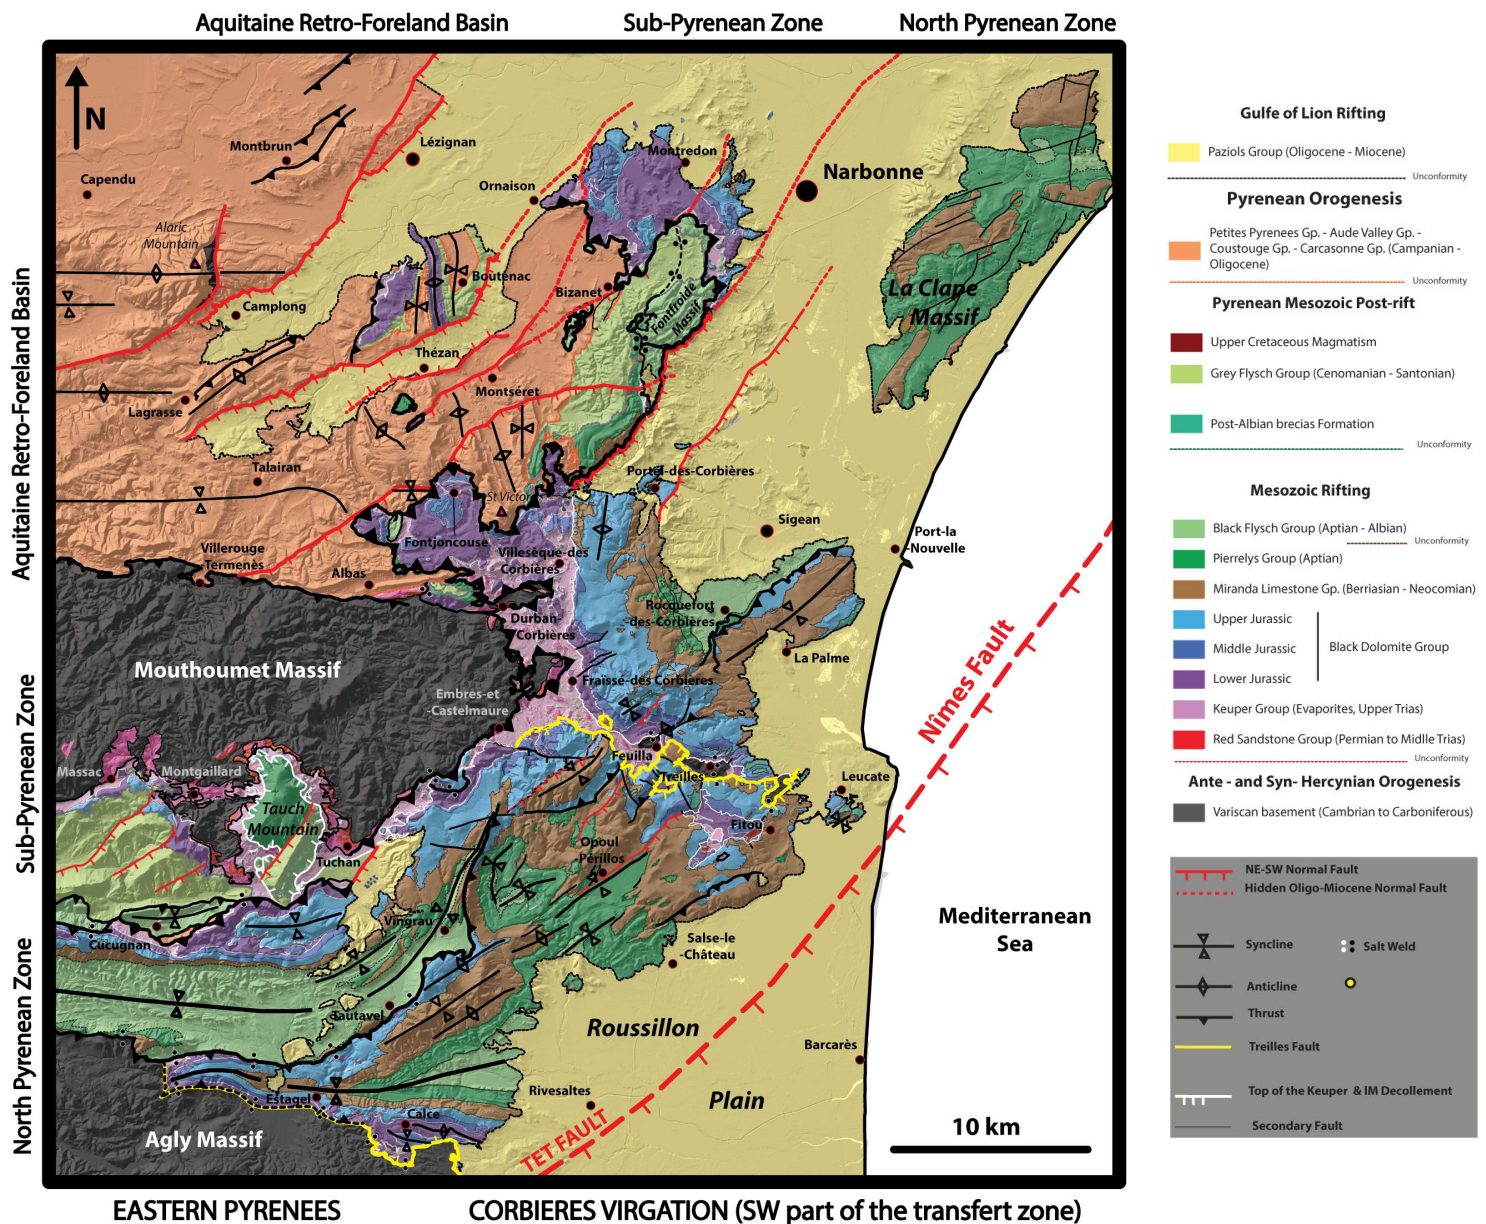 Aquitaine Retro-Foreland Basin
Sub-Pyrenean Zone
North Pyrenean Zone
Aquitaine Retro-Foreland Basin
Sub-Pyrenean Zone
North Pyrenean Zone
N
Montbrun
Lézignan
Capendu
Ornaison
Montredon
Narbonne
Alaric
Mountain
Boutenac
Bizanet
Camplong
Fontfroide
Massif
La Clape
Massif
Thézan
Montséret
Lagrasse
Talairan
St Victor
Portel-des-Corbières
Sigean
Port-la
-Nouvelle
Fontjoncouse
Villesèque-des
Corbières
Villerouge
Termenès
Albas
Durban-
Corbières
Rocquefort
-des-Corbières
La Palme
Mouthoumet Massif
Embres-et
-Castelmaure
Fraïssé-des Corbières
Nîmes Fault
Feuilla
Treilles
Leucate
Massac
Montgaillard
Tauch
Mountain
Tuchan
Fitou
Opoul
Périllos
Vingrau
Cucugnan
Salse-le
-Château
Mediterranean
Sea
Tautavel
Roussillon
Plain
Barcarès
Rivesaltes
Estagel
Calce
Agly Massif
TET FAULT
10 km
EASTERN PYRENEES
CORBIERES VIRGATION (SW part of the transfert zone)
Gulfe of Lion Rifting
Paziols Group (Oligocene - Miocene)
Unconformity
Pyrenean Orogenesis
Petites Pyrenees Gp. - Aude Valley Gp. -
Coustouge Gp. - Carcasonne Gp. (Campanian -
Oligocene)
Unconformity
Pyrenean Mesozoic Post-rift
Upper Cretaceous Magmatism
Grey Flysch Group (Cenomanian - Santonian)
Post-Albian brecias Formation
Unconformity
Mesozoic Rifting
Black Flysch Group (Aptian - Albian)
Unconformity
Pierrelys Group (Aptian)
Miranda Limestone Gp. (Berriasian - Neocomian)
Upper Jurassic
Middle Jurassic
Black Dolomite Group
Lower Jurassic
Keuper Group (Evaporites, Upper Trias)
Red Sandstone Group (Permian to Midlle Trias)
Unconformity
Ante - and Syn- Hercynian Orogenesis
Variscan basement (Cambrian to Carboniferous)
NE-SW Normal Fault
Hidden Oligo-Miocene Normal Fault
Syncline
Salt Weld
Anticline
Thrust
Treilles Fault
Top of the Keuper & IM Decollement
Secondary Fault